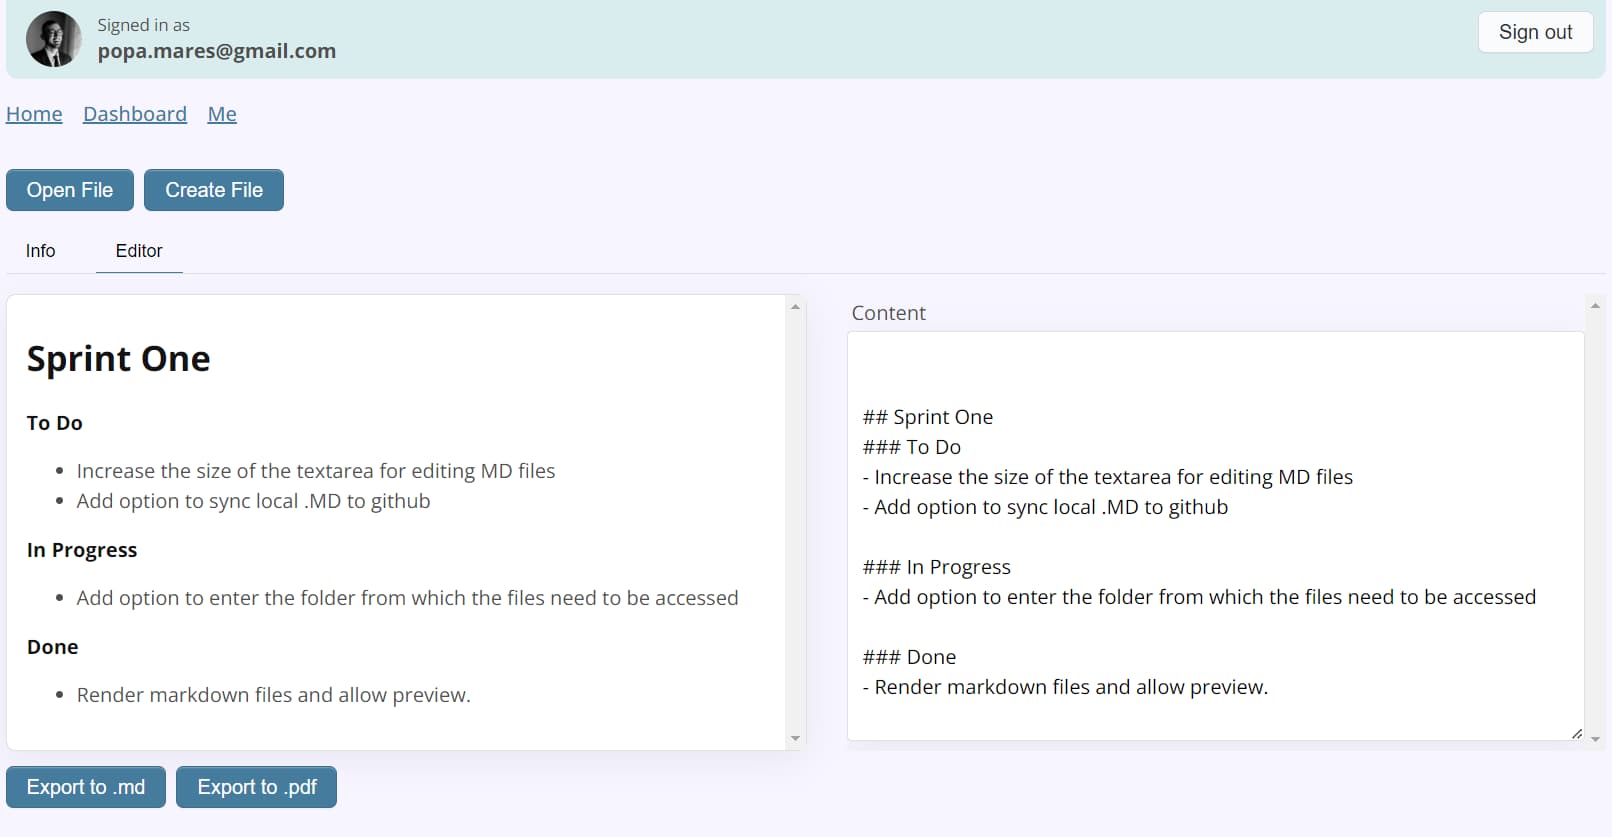 Signed in as
popa.mares@gmail.com
Sign out
Home Dashboard Me
Open File Create File
Info Editor
Sprint One
To Do
Increase the size of the textarea for editing MD files
Add option to sync local .MD to github
In Progress
Add option to enter the folder from which the files need to be accessed
Done
Render markdown files and allow preview.
Content
## Sprint One
### To Do
- Increase the size of the textarea for editing MD files
- Add option to sync local .MD to github
### In Progress
- Add option to enter the folder from which the files need to be accessed
### Done
- Render markdown files and allow preview.
Export to .md Export to .pdf